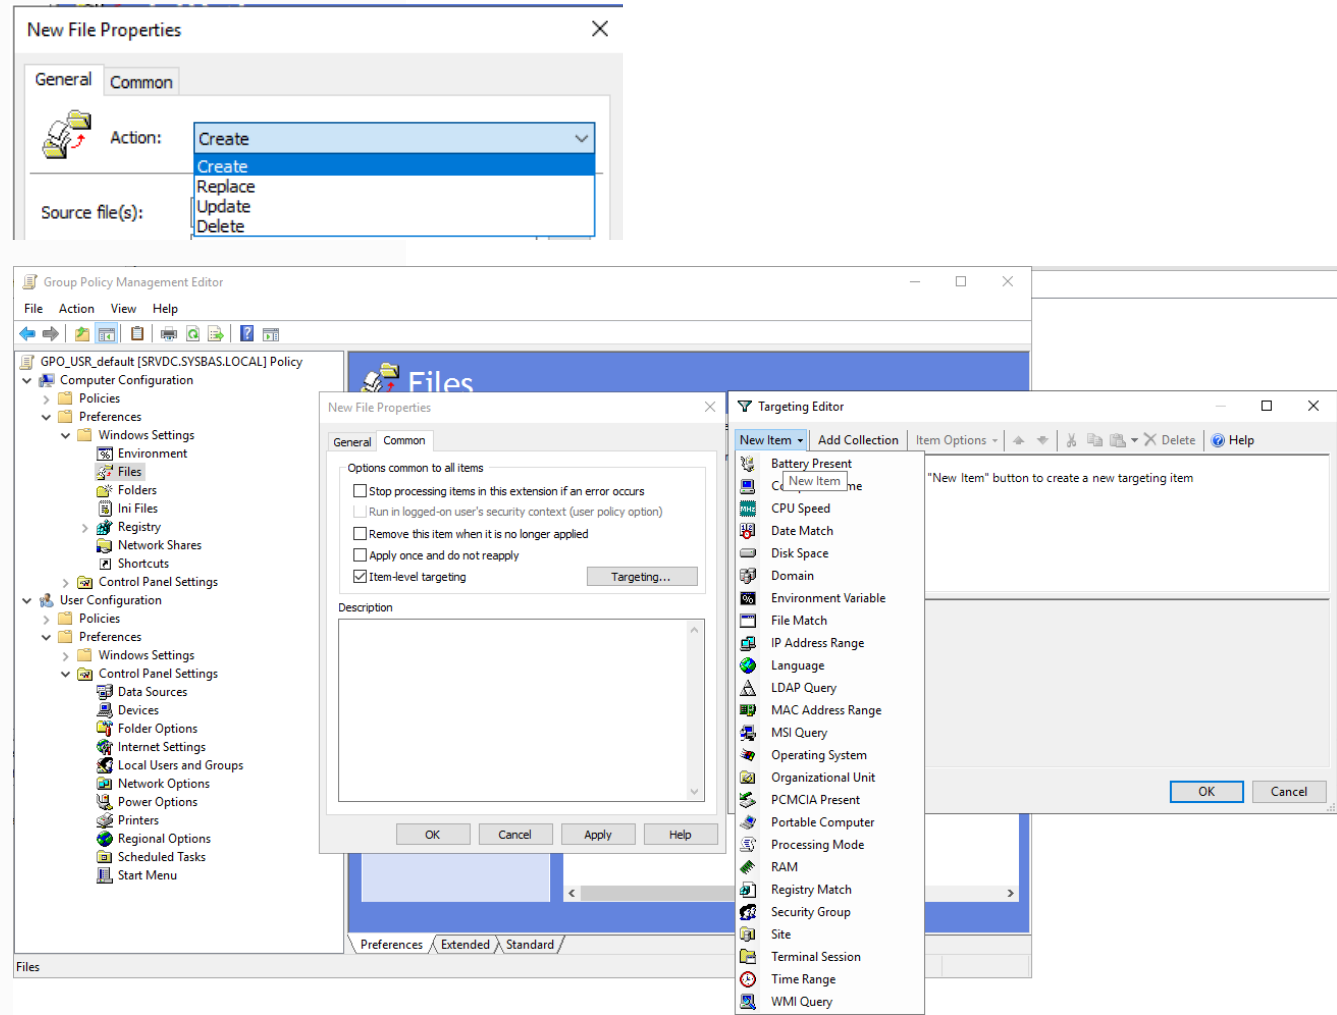 New File Properties
General
Common
Action:
Create
Create
Replace
Update
Delete
Source file(s):
Group Policy Management Editor
File Action View Help
GPO_USR_default [SRVDC.SYSBAS.LOCAL] Policy
Computer Configuration
Policies
Preferences
Windows Settings
Environment
Files
Folders
Ini Files
Registry
Network Shares
Shortcuts
Control Panel Settings
User Configuration
Policies
Preferences
Windows Settings
Control Panel Settings
Data Sources
Devices
Folder Options
Internet Settings
Local Users and Groups
Network Options
Power Options
Printers
Regional Options
Scheduled Tasks
Start Menu
Files
New File Properties
General
Common
Options common to all items
Stop processing items in this extension if an error occurs
Run in logged-on user's security context (user policy option)
Remove this item when it is no longer applied
Apply once and do not reapply
Item-level targeting
Targeting...
Description
OK Cancel Apply Help
Preferences Extended Standard
Files
Targeting Editor
New Item Add Collection Item Options Delete Help
"New Item" button to create a new targeting item
Battery Present
New Item
CPU Speed
Date Match
Disk Space
Domain
Environment Variable
File Match
IP Address Range
Language
LDAP Query
MAC Address Range
MSI Query
Operating System
Organizational Unit
PCMCIA Present
Portable Computer
Processing Mode
RAM
Registry Match
Security Group
Site
Terminal Session
Time Range
WMI Query
OK Cancel